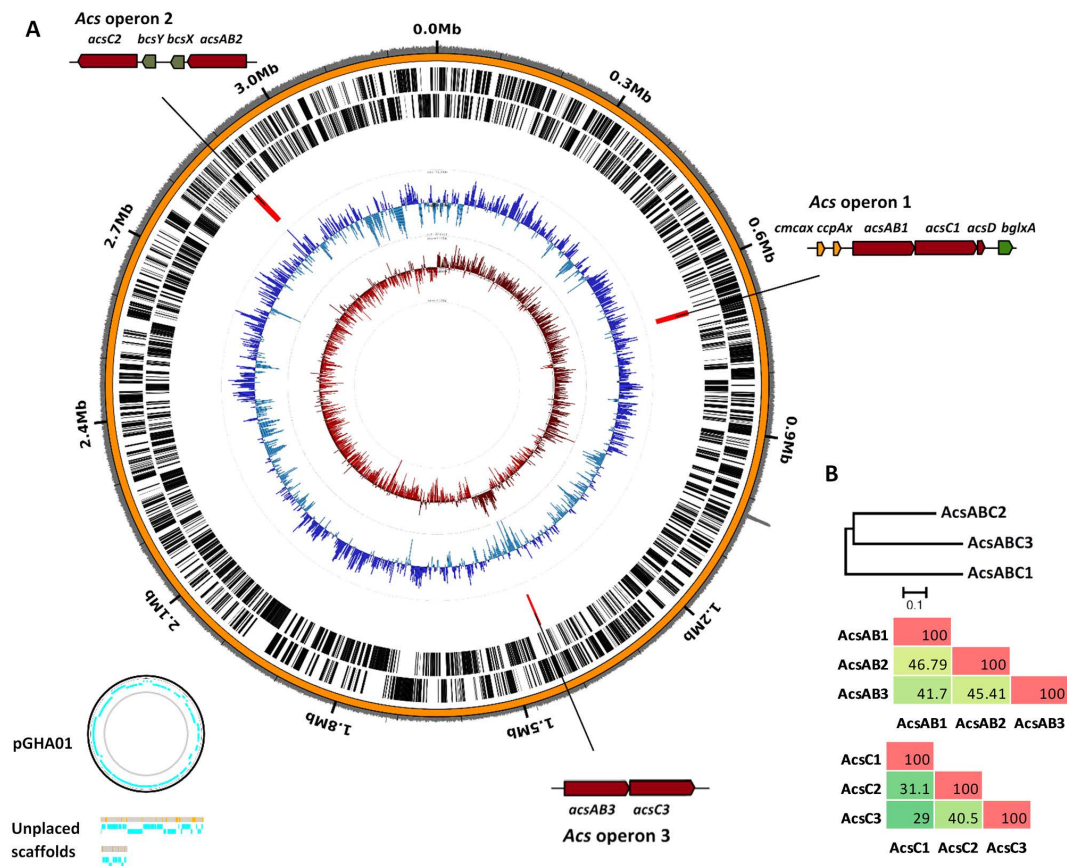 A
Acs operon 2
acsC2 bcsY bcsX acsAB2
0.0Mb
0.3Mb
0.6Mb
0.9Mb
1.2Mb
1.5Mb
1.8Mb
2.1Mb
2.4Mb
2.7Mb
3.0Mb
Acs operon 1
cmcax ccpAx acsAB1 acsC1 acsD bglxA
acsAB3 acsC3
Acs operon 3
pGHA01
Unplaced
scaffolds
B
AcsABC2
AcsABC3
AcsABC1
0.1
AcsAB1 100
AcsAB2 46.79 100
AcsAB3 41.7 45.41 100
AcsAB1 AcsAB2 AcsAB3
AcsC1 100
AcsC2 31.1 100
AcsC3 29 40.5 100
AcsC1 AcsC2 AcsC3